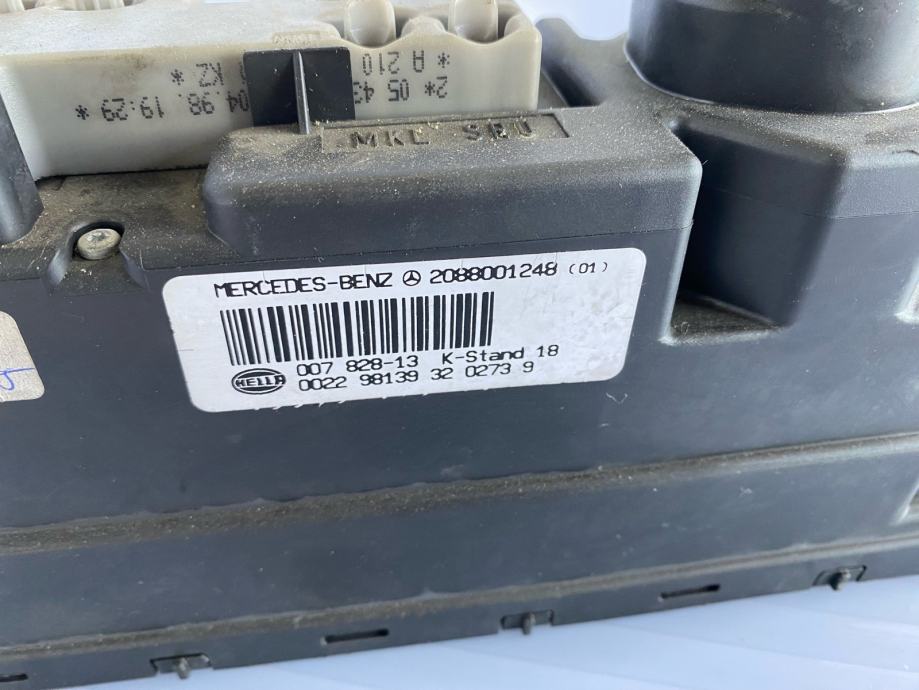 * A 210
KZ *
2* 05 43
04 98. 19:29 *
MKL SBU
MERCEDES-BENZ 2088001248 (01)
007 828-13 K-Stand 18
HELLA
0022 98139 32 0273 9